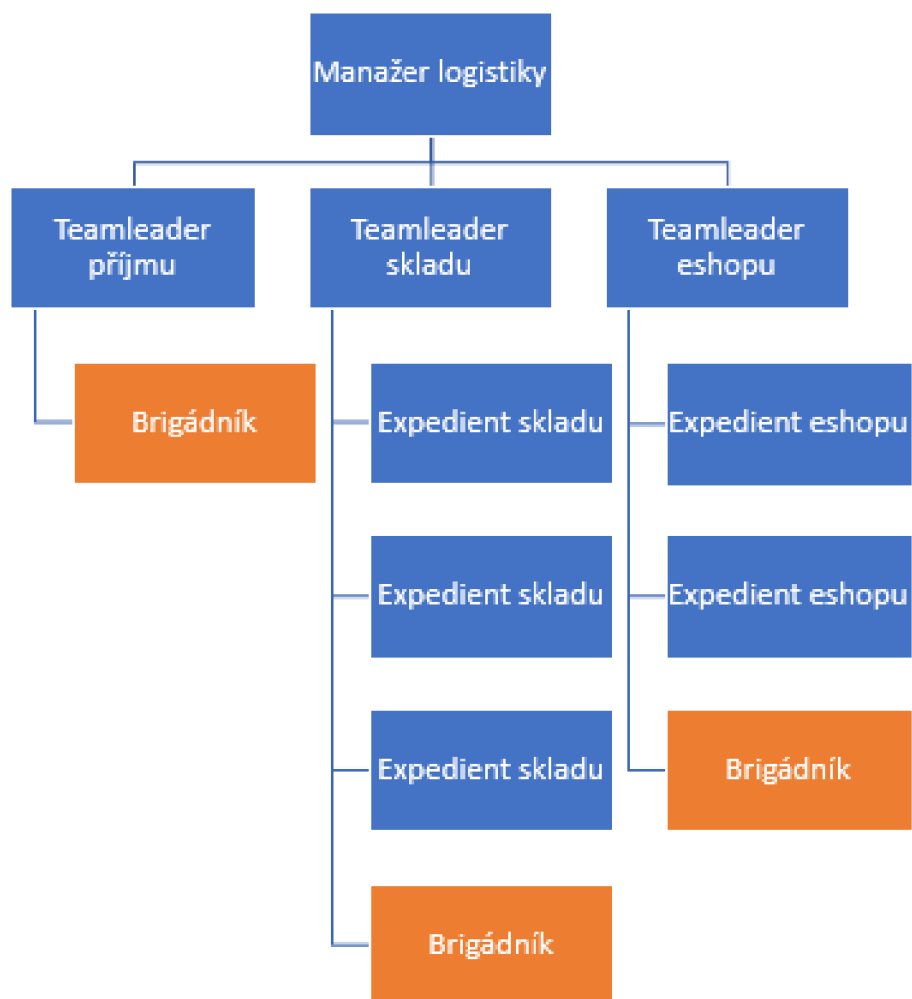 Manažer logistiky
Teamleader
příjmu
Teamleader
skladu
Teamleader
eshopu
Brigádník
Expedient skladu
Expedient eshopu
Expedient skladu
Expedient eshopu
Expedient skladu
Brigádník
Brigádník